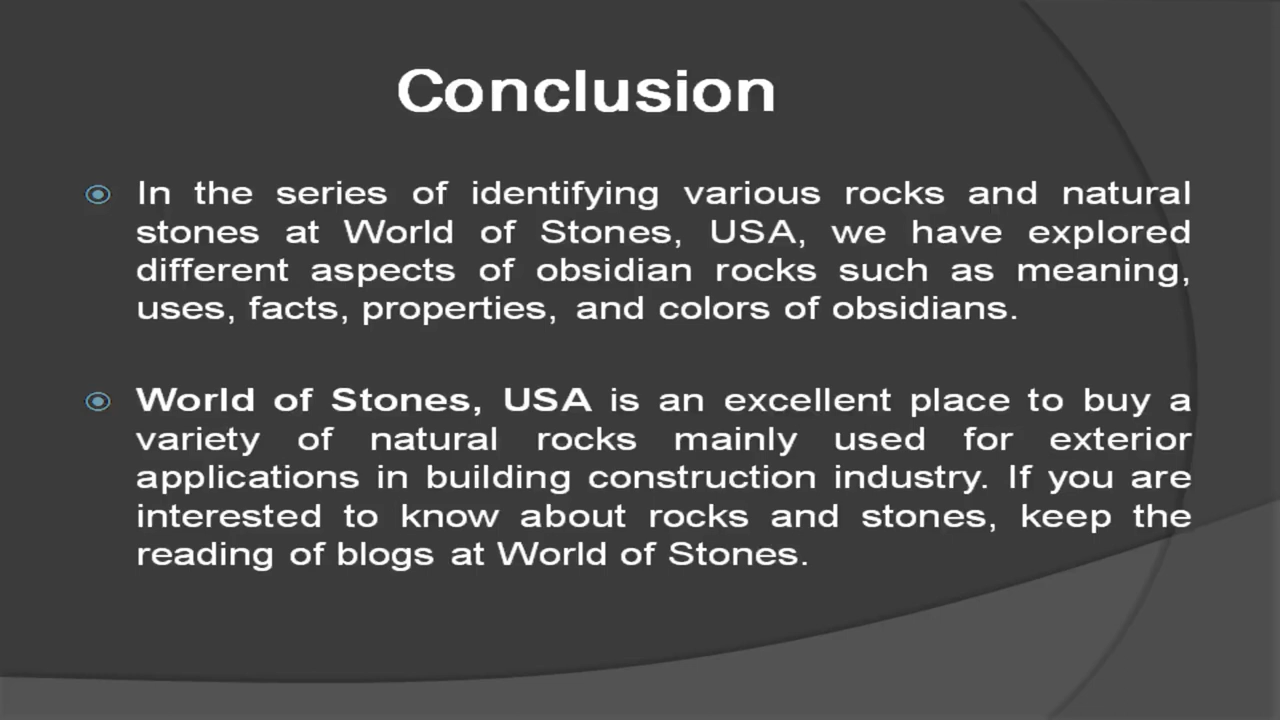 Conclusion
In the series of identifying various rocks and natural
stones at World of Stones, USA, we have explored
different aspects of obsidian rocks such as meaning,
uses, facts, properties, and colors of obsidians.
World of Stones, USA is an excellent place to buy a
variety of natural rocks mainly used for exterior
applications in building construction industry. If you are
interested to know about rocks and stones, keep the
reading of blogs at World of Stones.